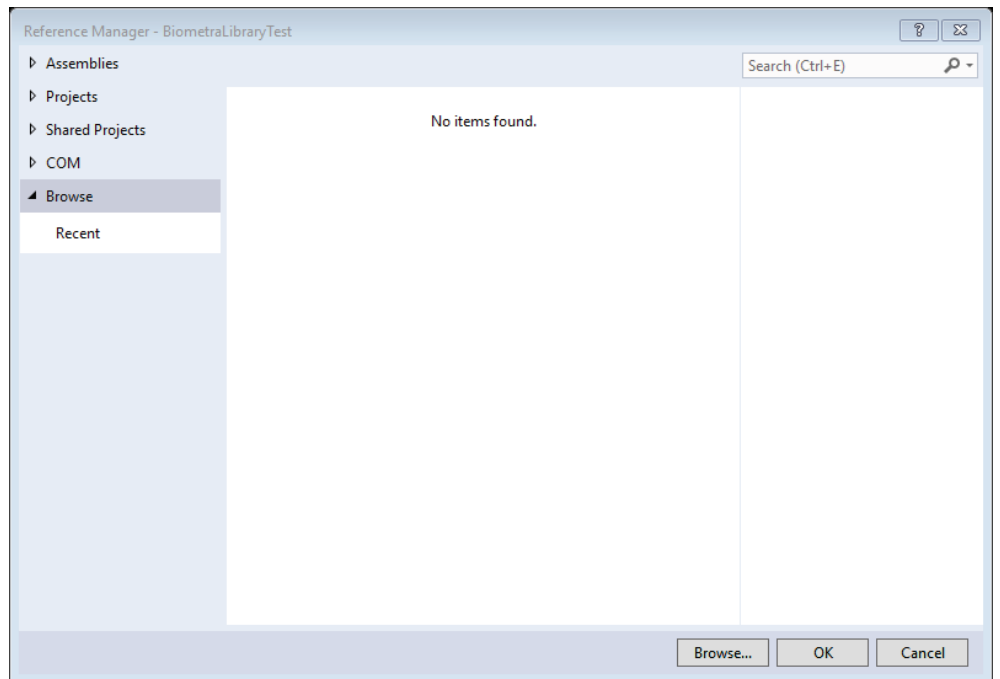 Reference Manager - BiometraLibraryTest
?
Assemblies
Search (Ctrl+E)
Projects
No items found.
Shared Projects
COM
Browse
Recent
Browse...
OK
Cancel